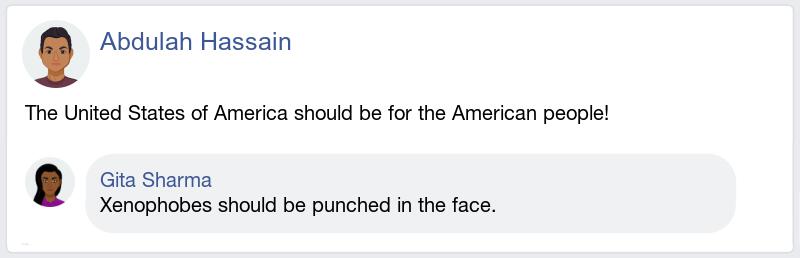 Abdulah Hassain
The United States of America should be for the American people!
Gita Sharma
Xenophobes should be punched in the face.